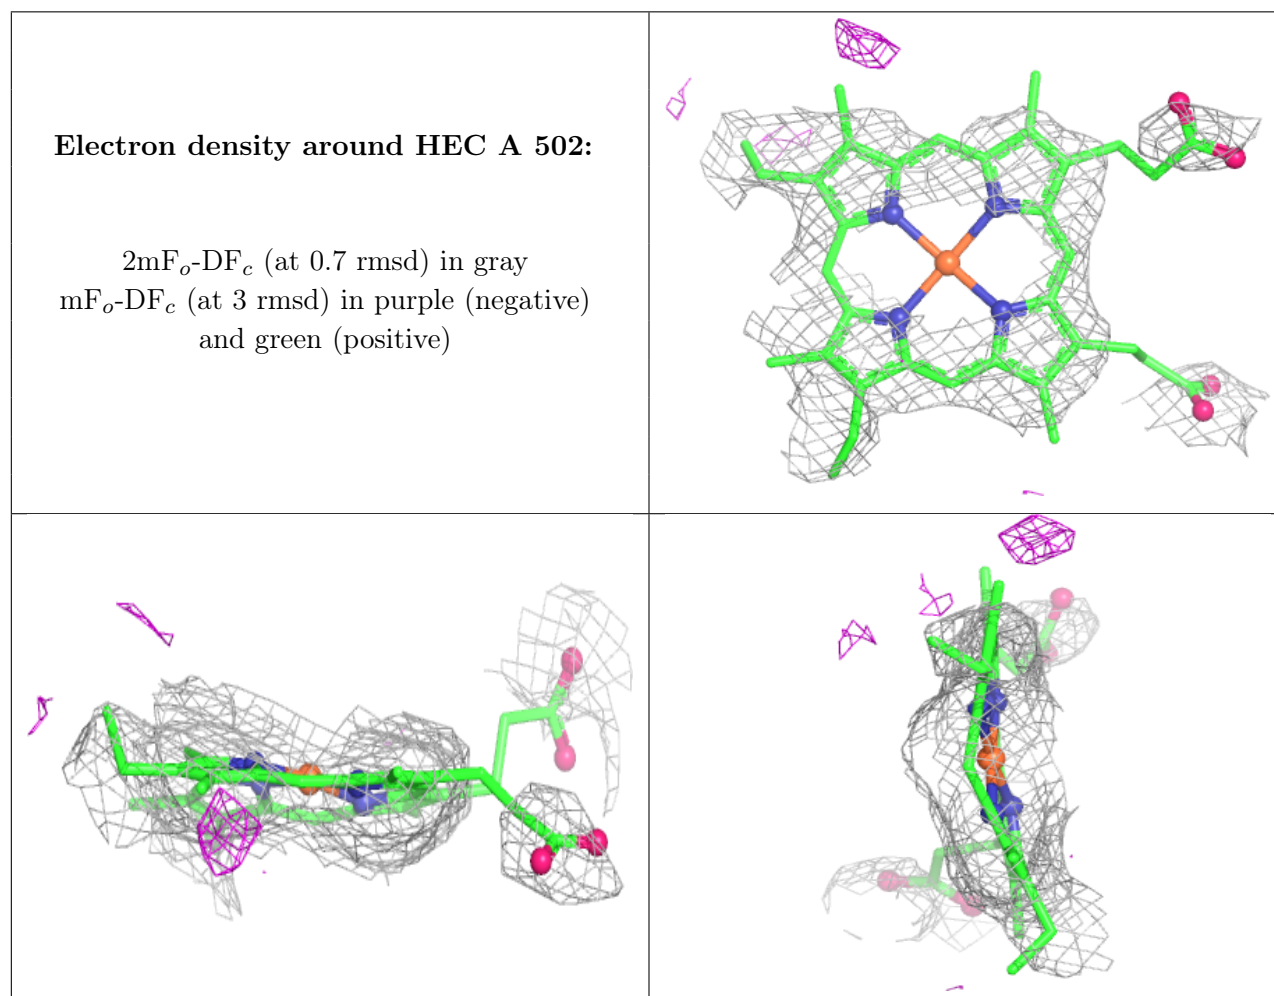 Electron density around HEC A 502:
2mFo-DFc (at 0.7 rmsd) in gray
mFo-DFc (at 3 rmsd) in purple (negative)
and green (positive)